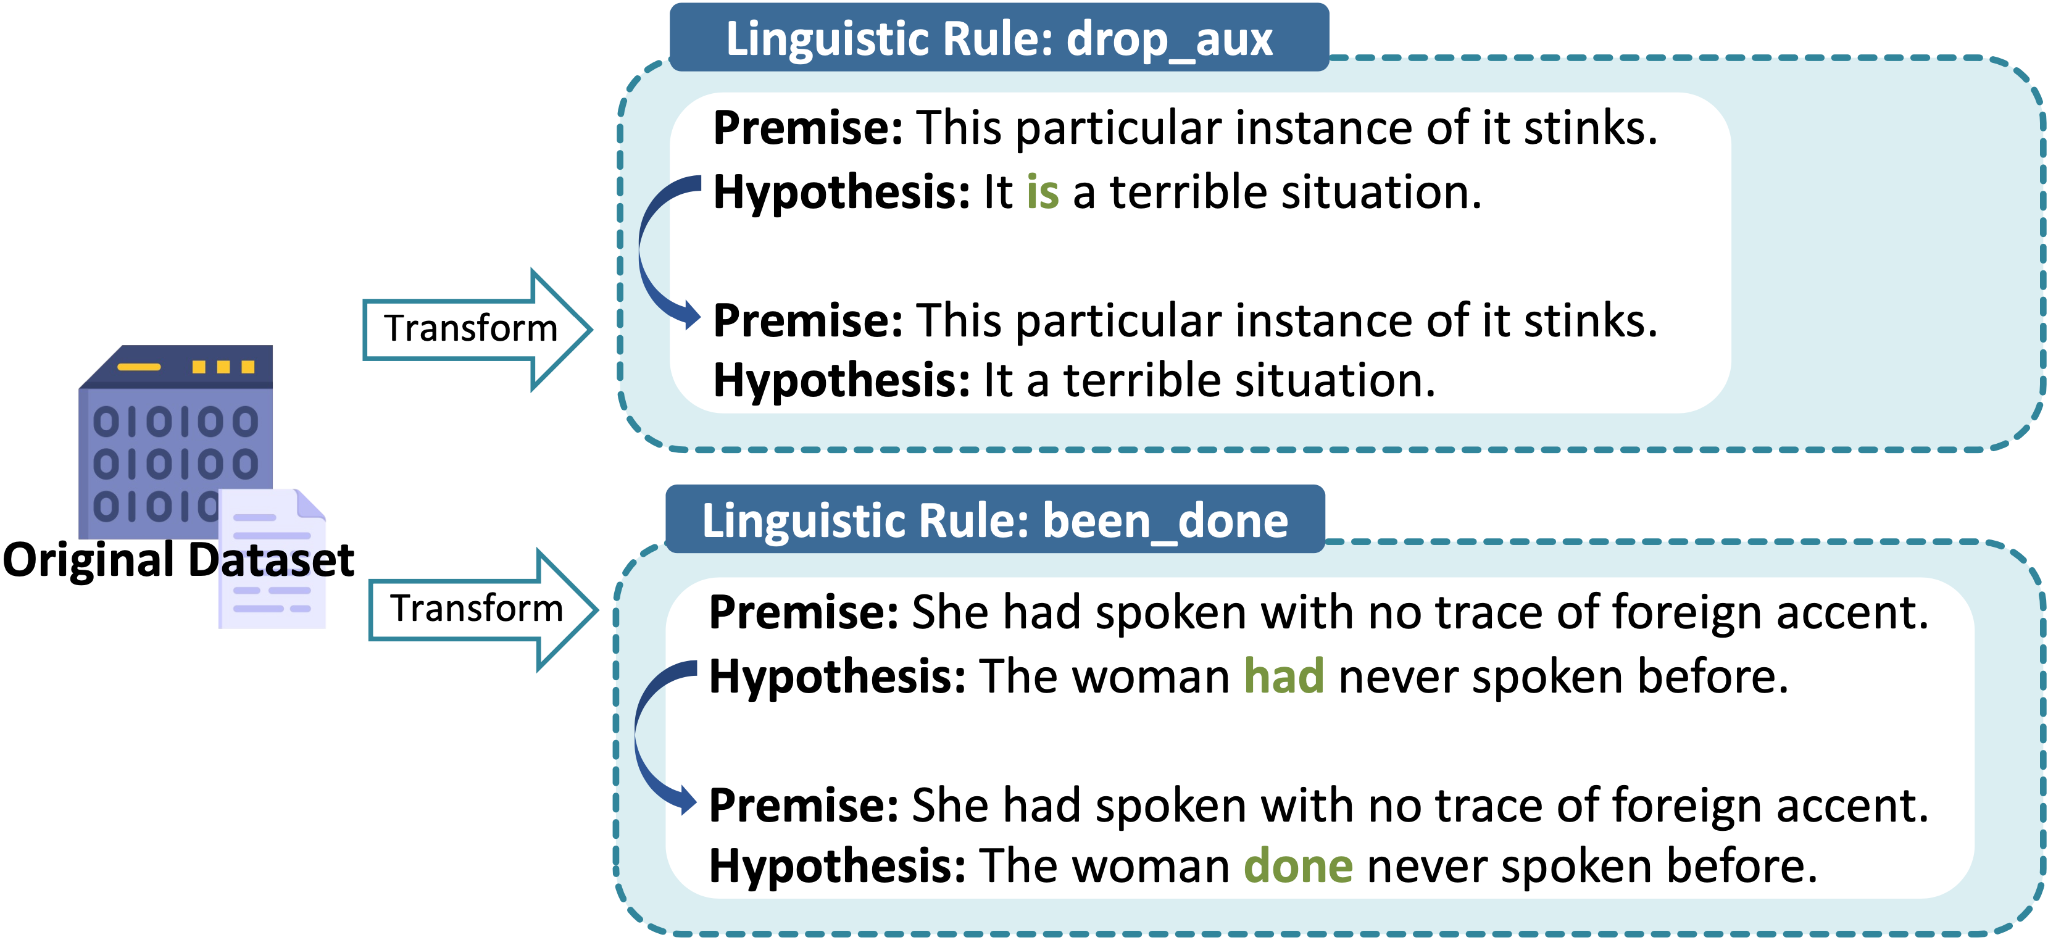 Linguistic Rule: drop_aux
Premise: This particular instance of it stinks.
Hypothesis: It is a terrible situation.
Transform
Premise: This particular instance of it stinks.
Hypothesis: It a terrible situation.
010100
010100
010
Original Dataset
Linguistic Rule: been_done
Transform
Premise: She had spoken with no trace of foreign accent.
Hypothesis: The woman had never spoken before.
Premise: She had spoken with no trace of foreign accent.
Hypothesis: The woman done never spoken before.